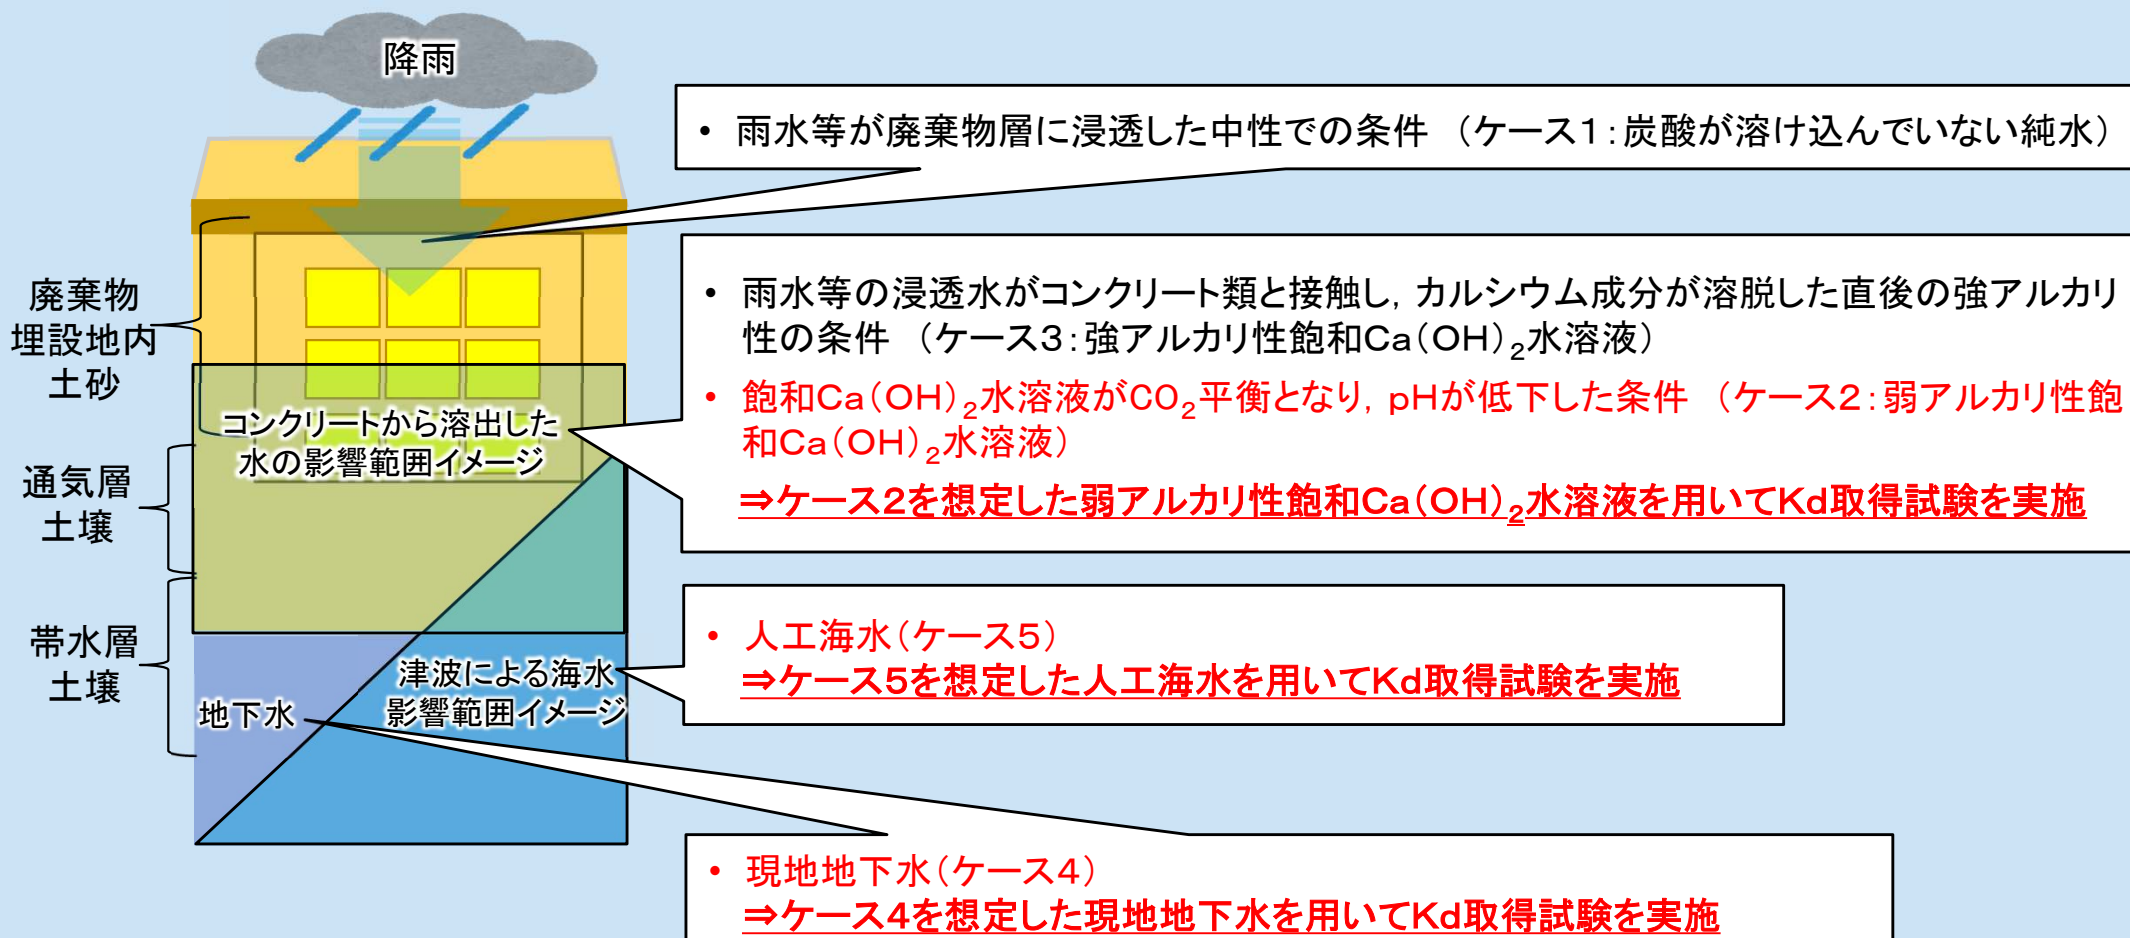 降雨
・ 雨水等が廃棄物層に浸透した中性での条件 （ケース1：炭酸が溶け込んでいない純水）
廃棄物
埋設地内
土砂
・ 雨水等の浸透水がコンクリート類と接触し，カルシウム成分が溶脱した直後の強アルカリ
性の条件 （ケース3：強アルカリ性飽和Ca(OH)₂水溶液）
・ 飽和Ca(OH)₂水溶液がCO₂平衡となり，pHが低下した条件 （ケース2：弱アルカリ性飽
和Ca(OH)₂水溶液）
⇒ケース2を想定した弱アルカリ性飽和Ca(OH)₂水溶液を用いてKd取得試験を実施
コンクリートから溶出した
水の影響範囲イメージ
通気層
土壌
帯水層
土壌
・ 人工海水（ケース5）
⇒ケース5を想定した人工海水を用いてKd取得試験を実施
津波による海水
影響範囲イメージ
地下水
・ 現地地下水（ケース4）
⇒ケース4を想定した現地地下水を用いてKd取得試験を実施